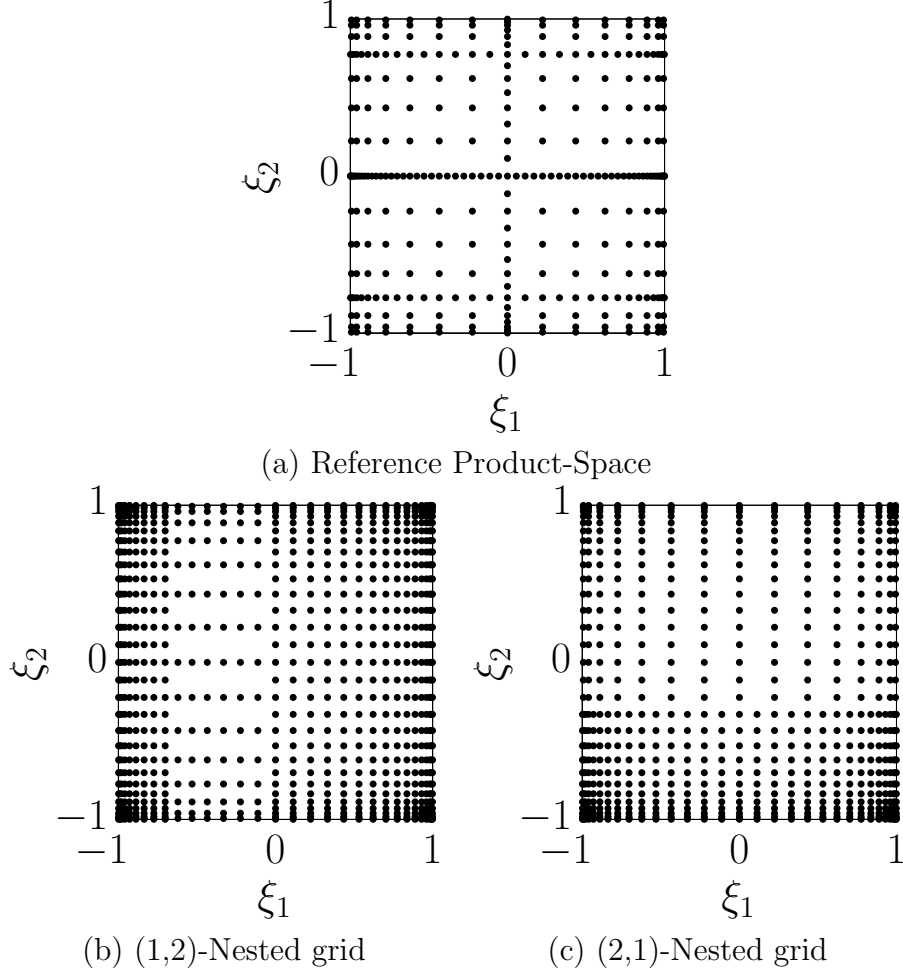 1
ξ₂ 0
−1
−1 0 1
ξ₁
(a) Reference Product-Space
1 1
ξ₂ 0 ξ₂ 0
−1 −1
−1 0 1 −1 0 1
ξ₁ ξ₁
(b) (1,2)-Nested grid (c) (2,1)-Nested grid